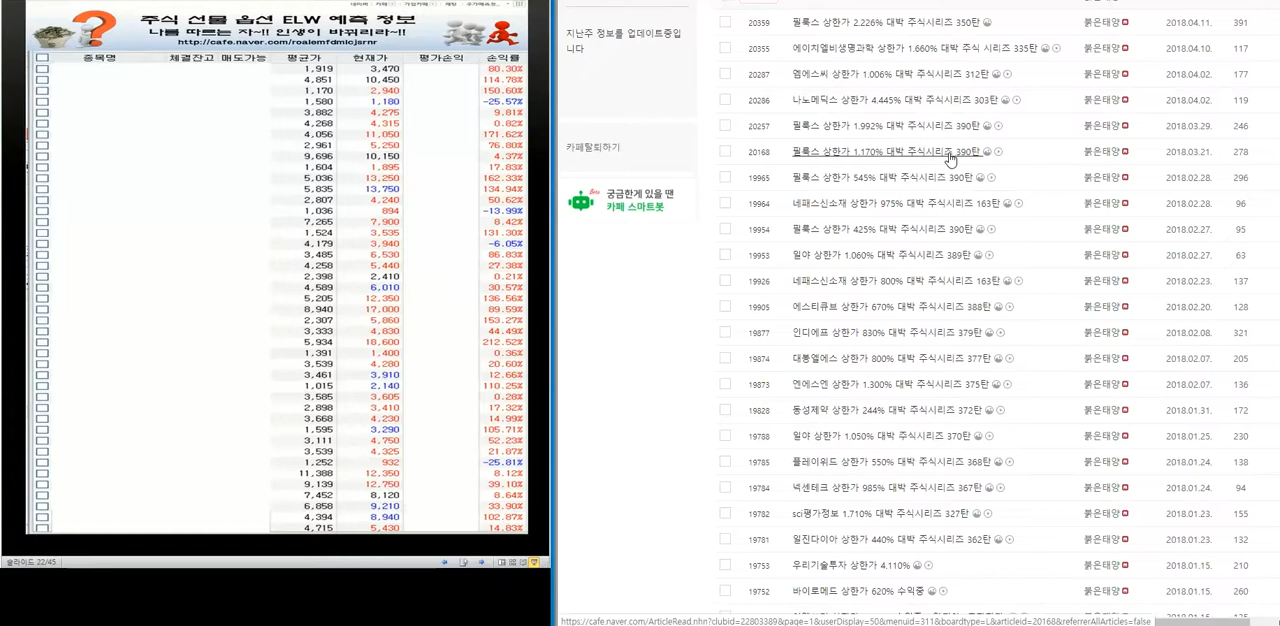 주식 선물 옵션 ELW 예측 정보
나를 따르는 자~!! 인생이 바뀌리라~!!
http://cafe.naver.com/roalemfdmlcjsrnr
종목명 체결잔고 매도가능 평균가 현재가 평가손익 손익률
1,919 3,470 80.30%
4,851 10,450 114.78%
1,170 2,940 150.60%
1,580 1,180 -25.57%
3,882 4,275 9.81%
4,268 4,315 0.82%
4,056 11,050 171.62%
2,961 5,250 76.80%
9,696 10,150 4.37%
1,604 1,895 17.83%
5,036 13,250 162.33%
5,835 13,750 134.94%
2,807 4,240 50.62%
1,036 894 -13.99%
7,265 7,900 8.42%
1,524 3,535 131.30%
4,179 3,940 -6.05%
3,485 6,530 86.83%
4,258 5,440 27.38%
2,398 2,410 0.21%
4,589 6,010 30.57%
5,205 12,350 136.56%
8,940 17,000 89.59%
2,307 5,860 153.27%
3,333 4,830 44.49%
5,934 18,600 212.52%
1,391 1,400 0.36%
3,539 4,280 20.60%
3,461 3,910 12.66%
1,015 2,140 110.25%
3,585 3,605 0.28%
2,898 3,410 17.32%
3,668 4,230 14.99%
1,595 3,290 105.71%
3,111 4,750 52.23%
3,539 4,325 21.87%
1,252 932 -25.81%
11,388 12,350 8.12%
9,139 12,750 39.10%
7,452 8,120 8.64%
6,858 9,210 33.90%
4,394 8,940 102.87%
4,715 5,430 14.83%
슬라이드 22/45
지난주 정보를 업데이트중입
니다
카페탈퇴하기
Beta 궁금한게 있을 땐
카페 스마트봇
20359 필룩스 상한가 2.226% 대박 주식시리즈 350탄 붉은태양 2018.04.11. 391
20355 에이치엘비생명과학 상한가 1.660% 대박 주식 시리즈 335탄 붉은태양 2018.04.10. 117
20287 엠에스씨 상한가 1.006% 대박 주식시리즈 312탄 붉은태양 2018.04.02. 177
20286 나노메딕스 상한가 4.445% 대박 주식시리즈 303탄 붉은태양 2018.04.02. 119
20257 필룩스 상한가 1.992% 대박 주식시리즈 390탄 붉은태양 2018.03.29. 246
20168 필룩스 상한가 1.170% 대박 주식시리즈 390탄 붉은태양 2018.03.21. 278
19965 필룩스 상한가 545% 대박 주식시리즈 390탄 붉은태양 2018.02.28. 296
19964 네패스신소재 상한가 975% 대박 주식시리즈 163탄 붉은태양 2018.02.28. 96
19954 필룩스 상한가 425% 대박 주식시리즈 390탄 붉은태양 2018.02.27. 95
19953 일야 상한가 1.060% 대박 주식시리즈 389탄 붉은태양 2018.02.27. 63
19926 네패스신소재 상한가 800% 대박 주식시리즈 163탄 붉은태양 2018.02.23. 137
19905 에스티큐브 상한가 670% 대박 주식시리즈 388탄 붉은태양 2018.02.20. 128
19877 인디에프 상한가 830% 대박 주식시리즈 379탄 붉은태양 2018.02.08. 321
19874 대동엘에스 상한가 800% 대박 주식시리즈 377탄 붉은태양 2018.02.07. 205
19873 엔에스엔 상한가 1.300% 대박 주식시리즈 375탄 붉은태양 2018.02.07. 136
19828 동성제약 상한가 244% 대박 주식시리즈 372탄 붉은태양 2018.01.31. 172
19788 일야 상한가 1.050% 대박 주식시리즈 370탄 붉은태양 2018.01.25. 230
19785 플레이위드 상한가 550% 대박 주식시리즈 368탄 붉은태양 2018.01.24. 138
19784 넥센테크 상한가 985% 대박 주식시리즈 367탄 붉은태양 2018.01.24. 94
19782 sci평가정보 1.710% 대박 주식시리즈 327탄 붉은태양 2018.01.23. 155
19781 일진다이아 상한가 440% 대박 주식시리즈 362탄 붉은태양 2018.01.23. 132
19753 우리기술투자 상한가 4.110% 붉은태양 2018.01.15. 210
19752 바이로메드 상한가 620% 수익중 붉은태양 2018.01.15. 260
https://cafe.naver.com/ArticleRead.nhn?clubid=22803389&page=1&userDisplay=50&menuid=311&boardtype=L&articleid=20168&referrerAllArticles=false